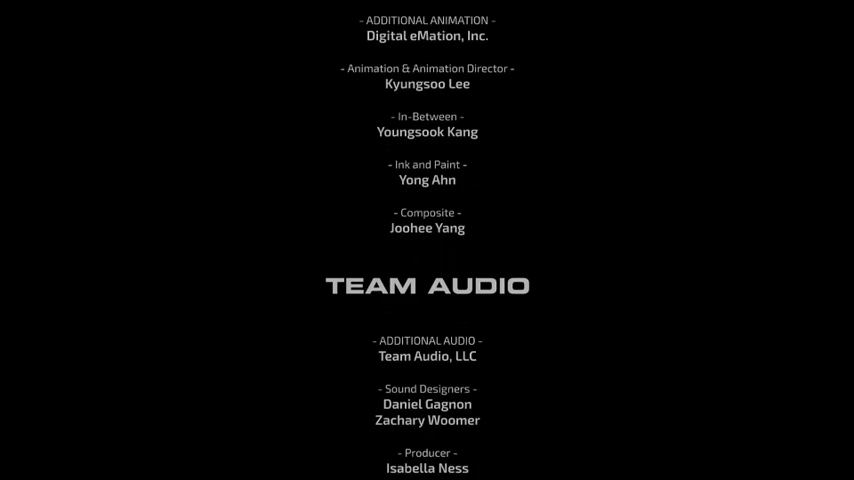 - ADDITIONAL ANIMATION -
Digital eMation, Inc.
- Animation & Animation Director -
Kyungsoo Lee
- In-Between -
Youngsook Kang
- Ink and Paint -
Yong Ahn
- Composite -
Joohee Yang
TEAM AUDIO
- ADDITIONAL AUDIO -
Team Audio, LLC
- Sound Designers -
Daniel Gagnon
Zachary Woomer
- Producer -
Isabella Ness